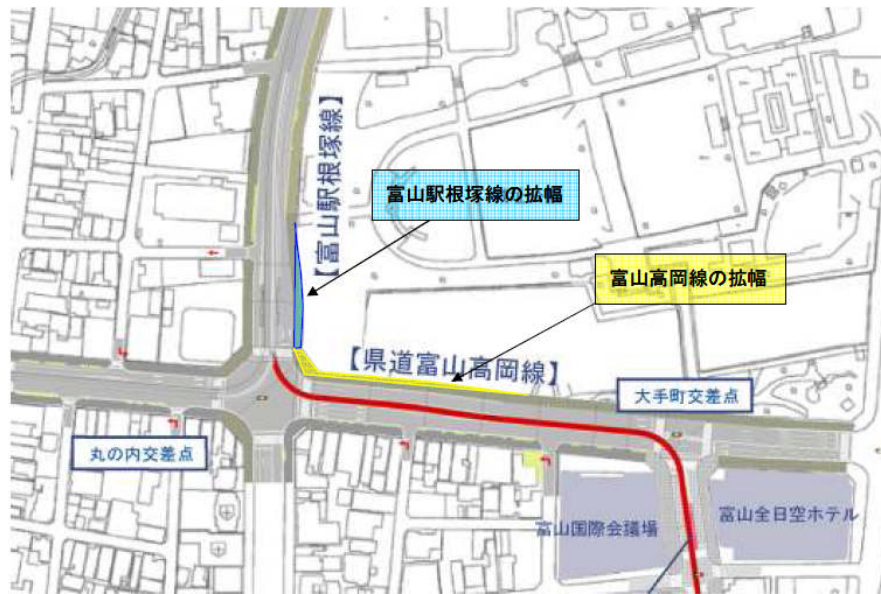 【富山駅根塚線】
富山駅根塚線の拡幅
富山高岡線の拡幅
【県道富山高岡線】
大手町交差点
丸の内交差点
富山国際会議場
富山全日空ホテル